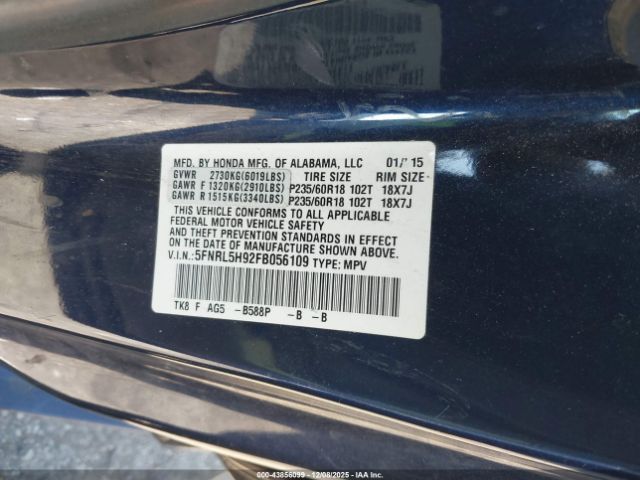 MFD. BY HONDA MFG. OF ALABAMA, LLC 01/15
GVWR 2730KG(6019LBS) TIRE SIZE RIM SIZE
GAWR F 1320KG(2910LBS) P235/60R18 102T 18X7J
GAWR R 1515KG(3340LBS) P235/60R18 102T 18X7J
THIS VEHICLE CONFORMS TO ALL APPLICABLE
FEDERAL MOTOR VEHICLE SAFETY
AND THEFT PREVENTION STANDARDS IN EFFECT
ON THE DATE OF MANUFACTURE SHOWN ABOVE.
V.I.N.: 5FNRL5H92FB056109 TYPE: MPV
TK8 F AG5 -B588P -B -B
000-43856099 - 12/08/2025 - IAAI.com